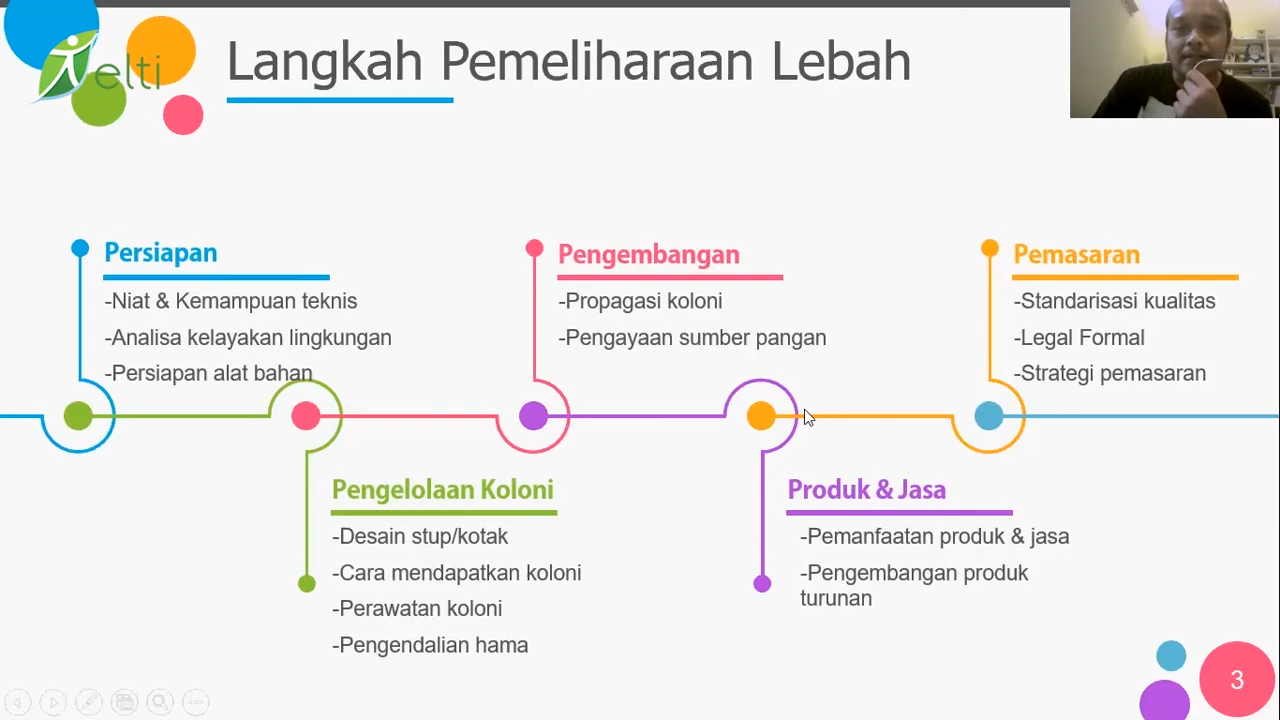 elti
Langkah Pemeliharaan Lebah
Persiapan
-Niat & Kemampuan teknis
-Analisa kelayakan lingkungan
-Persiapan alat bahan
Pengelolaan Koloni
-Desain stup/kotak
-Cara mendapatkan koloni
-Perawatan koloni
-Pengendalian hama
Pengembangan
-Propagasi koloni
-Pengayaan sumber pangan
Produk & Jasa
-Pemanfaatan produk & jasa
-Pengembangan produk
turunan
Pemasaran
-Standarisasi kualitas
-Legal Formal
-Strategi pemasaran
3